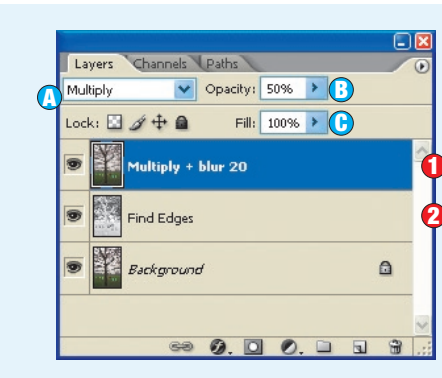 Layers Channels Paths
A Multiply Opacity: 50% B
Lock: Fill: 100% C
Multiply + blur 20 1
Find Edges 2
Background